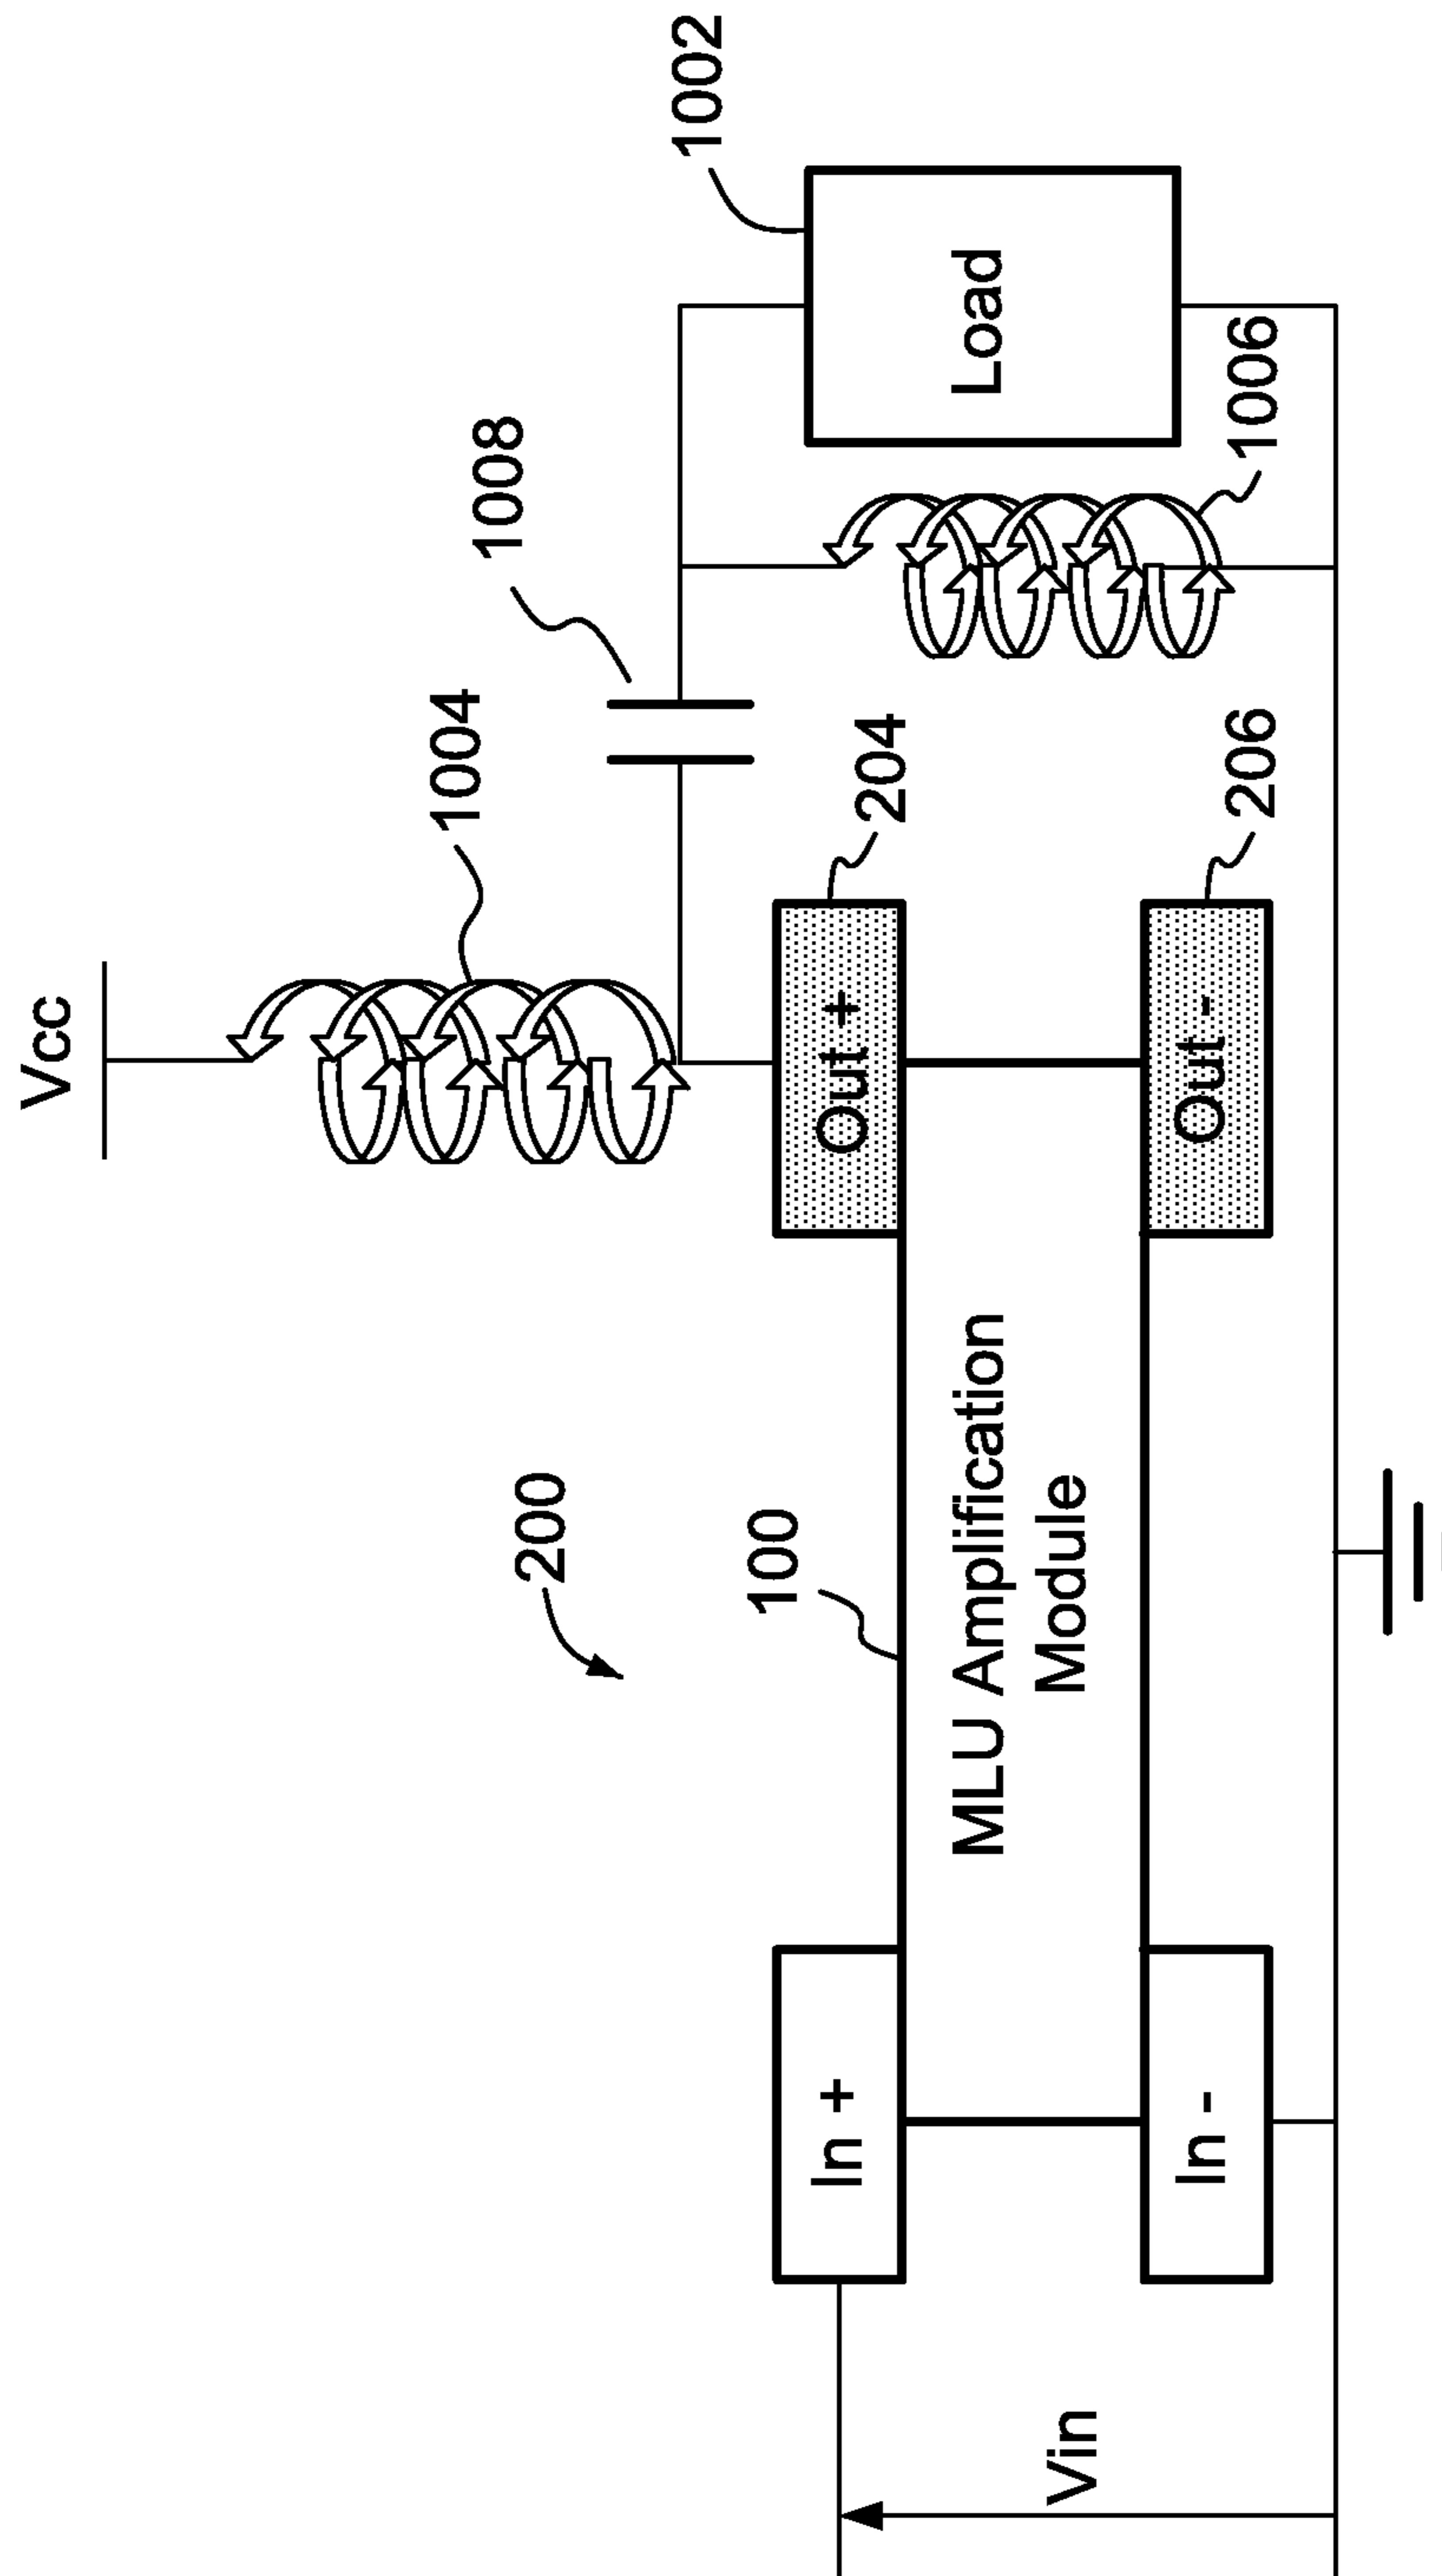 Vcc
1004
1008
1002
200
100
204
206
1006
In +
In -
Out +
Out -
MLU Amplification
Module
Load
Vin